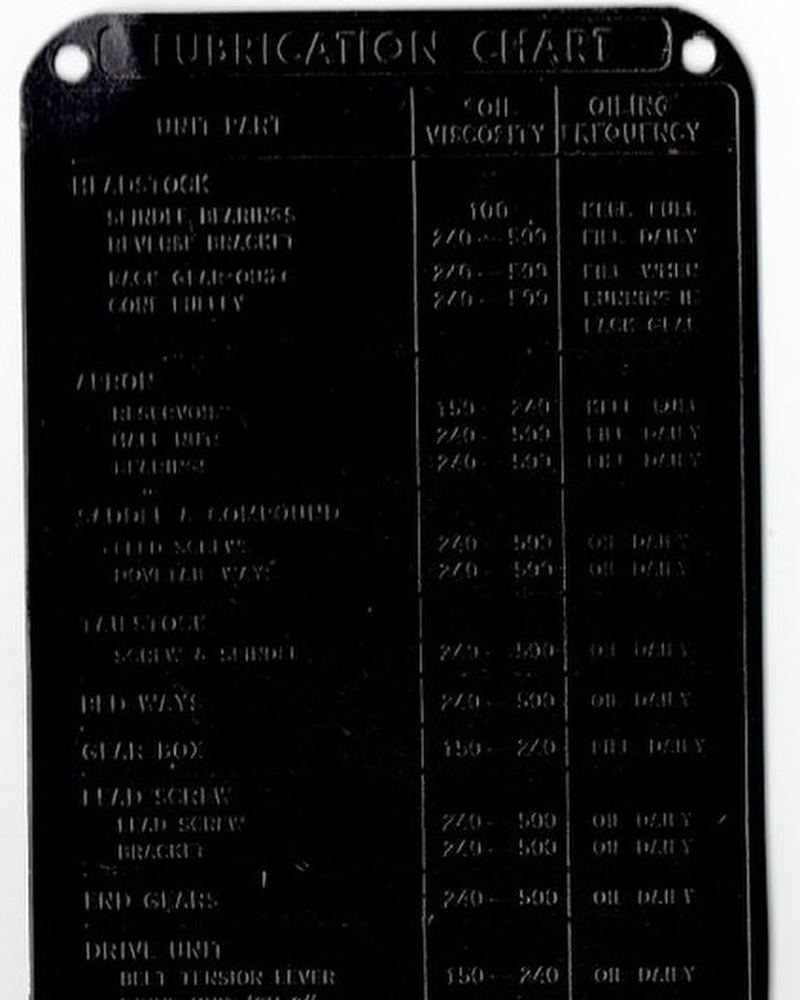 LUBRICATION CHART
UNIT PART OIL VISCOSITY OILING FREQUENCY
HEADSTOCK
SPINDLE BEARINGS 100 KEEP FULL
REVERSE BRACKET 240 - 500 FILL DAILY
BACK GEAR 240 - 500 FILL WHEN
CONE PULLEY 240 - 500 RUNNING IN
BACK GEAR
APRON
RESERVOIR 150 - 240 KEEP FULL
HALF NUTS 240 - 500 FILL DAILY
BEARINGS 240 - 500 FILL DAILY
SADDLE & COMPOUND
FEED SCREWS 240 - 500 OIL DAILY
DOVETAIL WAYS 240 - 500 OIL DAILY
TAILSTOCK
SCREW & SPINDLE 240 - 500 OIL DAILY
BED WAYS 240 - 500 OIL DAILY
GEAR BOX 150 - 240 FILL DAILY
LEAD SCREW
LEAD SCREW 240 - 500 OIL DAILY
BRACKET 240 - 500 OIL DAILY
END GEARS 240 - 500 OIL DAILY
DRIVE UNIT
BELT TENSION LEVER 150 - 240 OIL DAILY